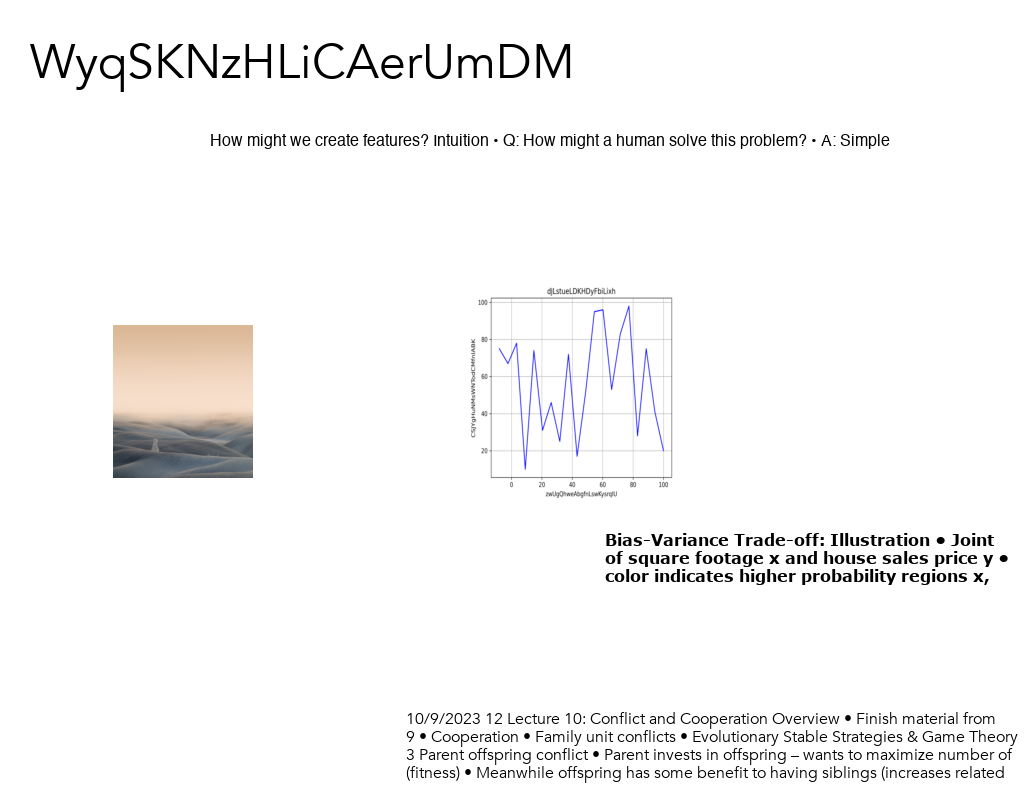 WyqSKNzHLiCAerUmDM
How might we create features? Intuition • Q: How might a human solve this problem? • A: Simple
djLstueLDKHDyFbiLixh
100
80
60
40
20
0 20 40 60 80 100
zwUgQhweAbgfnLswKysrqIU
Bias-Variance Trade-off: Illustration ● Joint
of square footage x and house sales price y ●
color indicates higher probability regions x,
10/9/2023 12 Lecture 10: Conflict and Cooperation Overview • Finish material from
9 • Cooperation • Family unit conflicts • Evolutionary Stable Strategies & Game Theory
3 Parent offspring conflict • Parent invests in offspring – wants to maximize number of
(fitness) • Meanwhile offspring has some benefit to having siblings (increases related